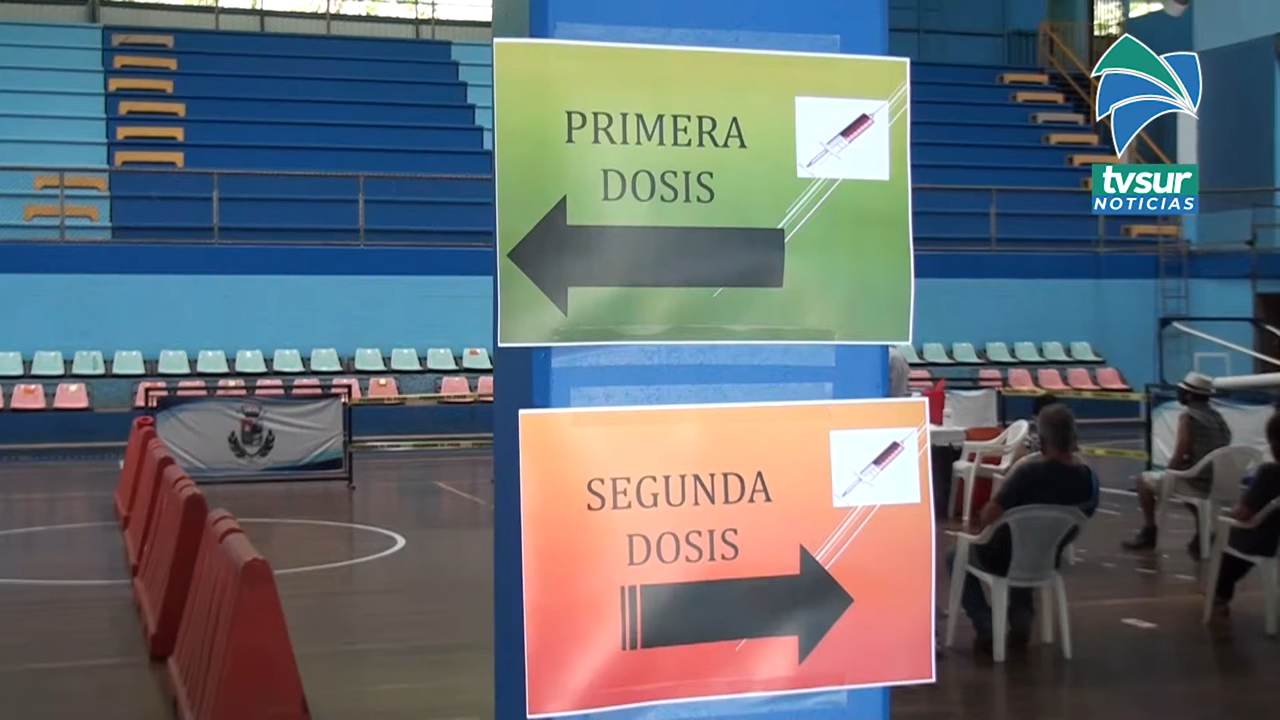 PRIMERA
DOSIS
SEGUNDA
DOSIS
tvsur
NOTICIAS